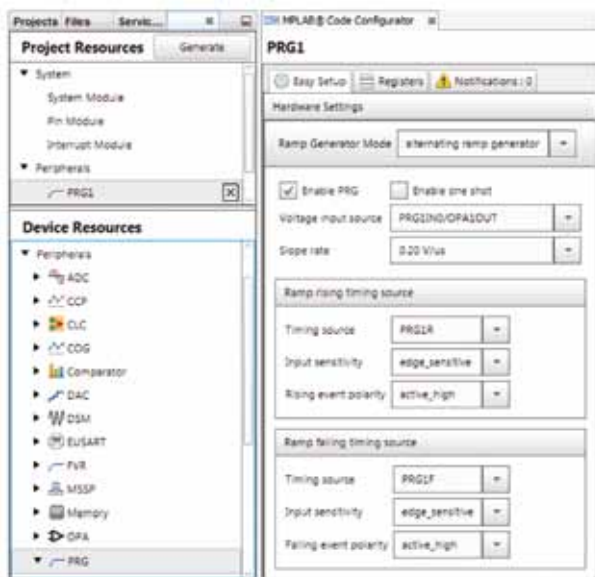 Projects Files Servic...
Project Resources Generate
System
System Module
Pin Module
Interrupt Module
Peripherals
PRG1
Device Resources
Peripherals
ADC
CCP
CLC
COG
Comparator
DAC
DSM
EUSART
FVR
MSSP
Memory
OPA
PRG
MPLAB® Code Configurator
PRG1
Easy Setup Registers Notifications : 0
Hardware Settings
Ramp Generator Mode alternating ramp generator
Enable PRG Enable one shot
Voltage input source PRG1IN0/OPA1OUT
Slope rate 0.20 V/us
Ramp rising timing source
Timing source PRG1R
Input sensitivity edge_sensitive
Rising event polarity active_high
Ramp falling timing source
Timing source PRG1F
Input sensitivity edge_sensitive
Falling event polarity active_high